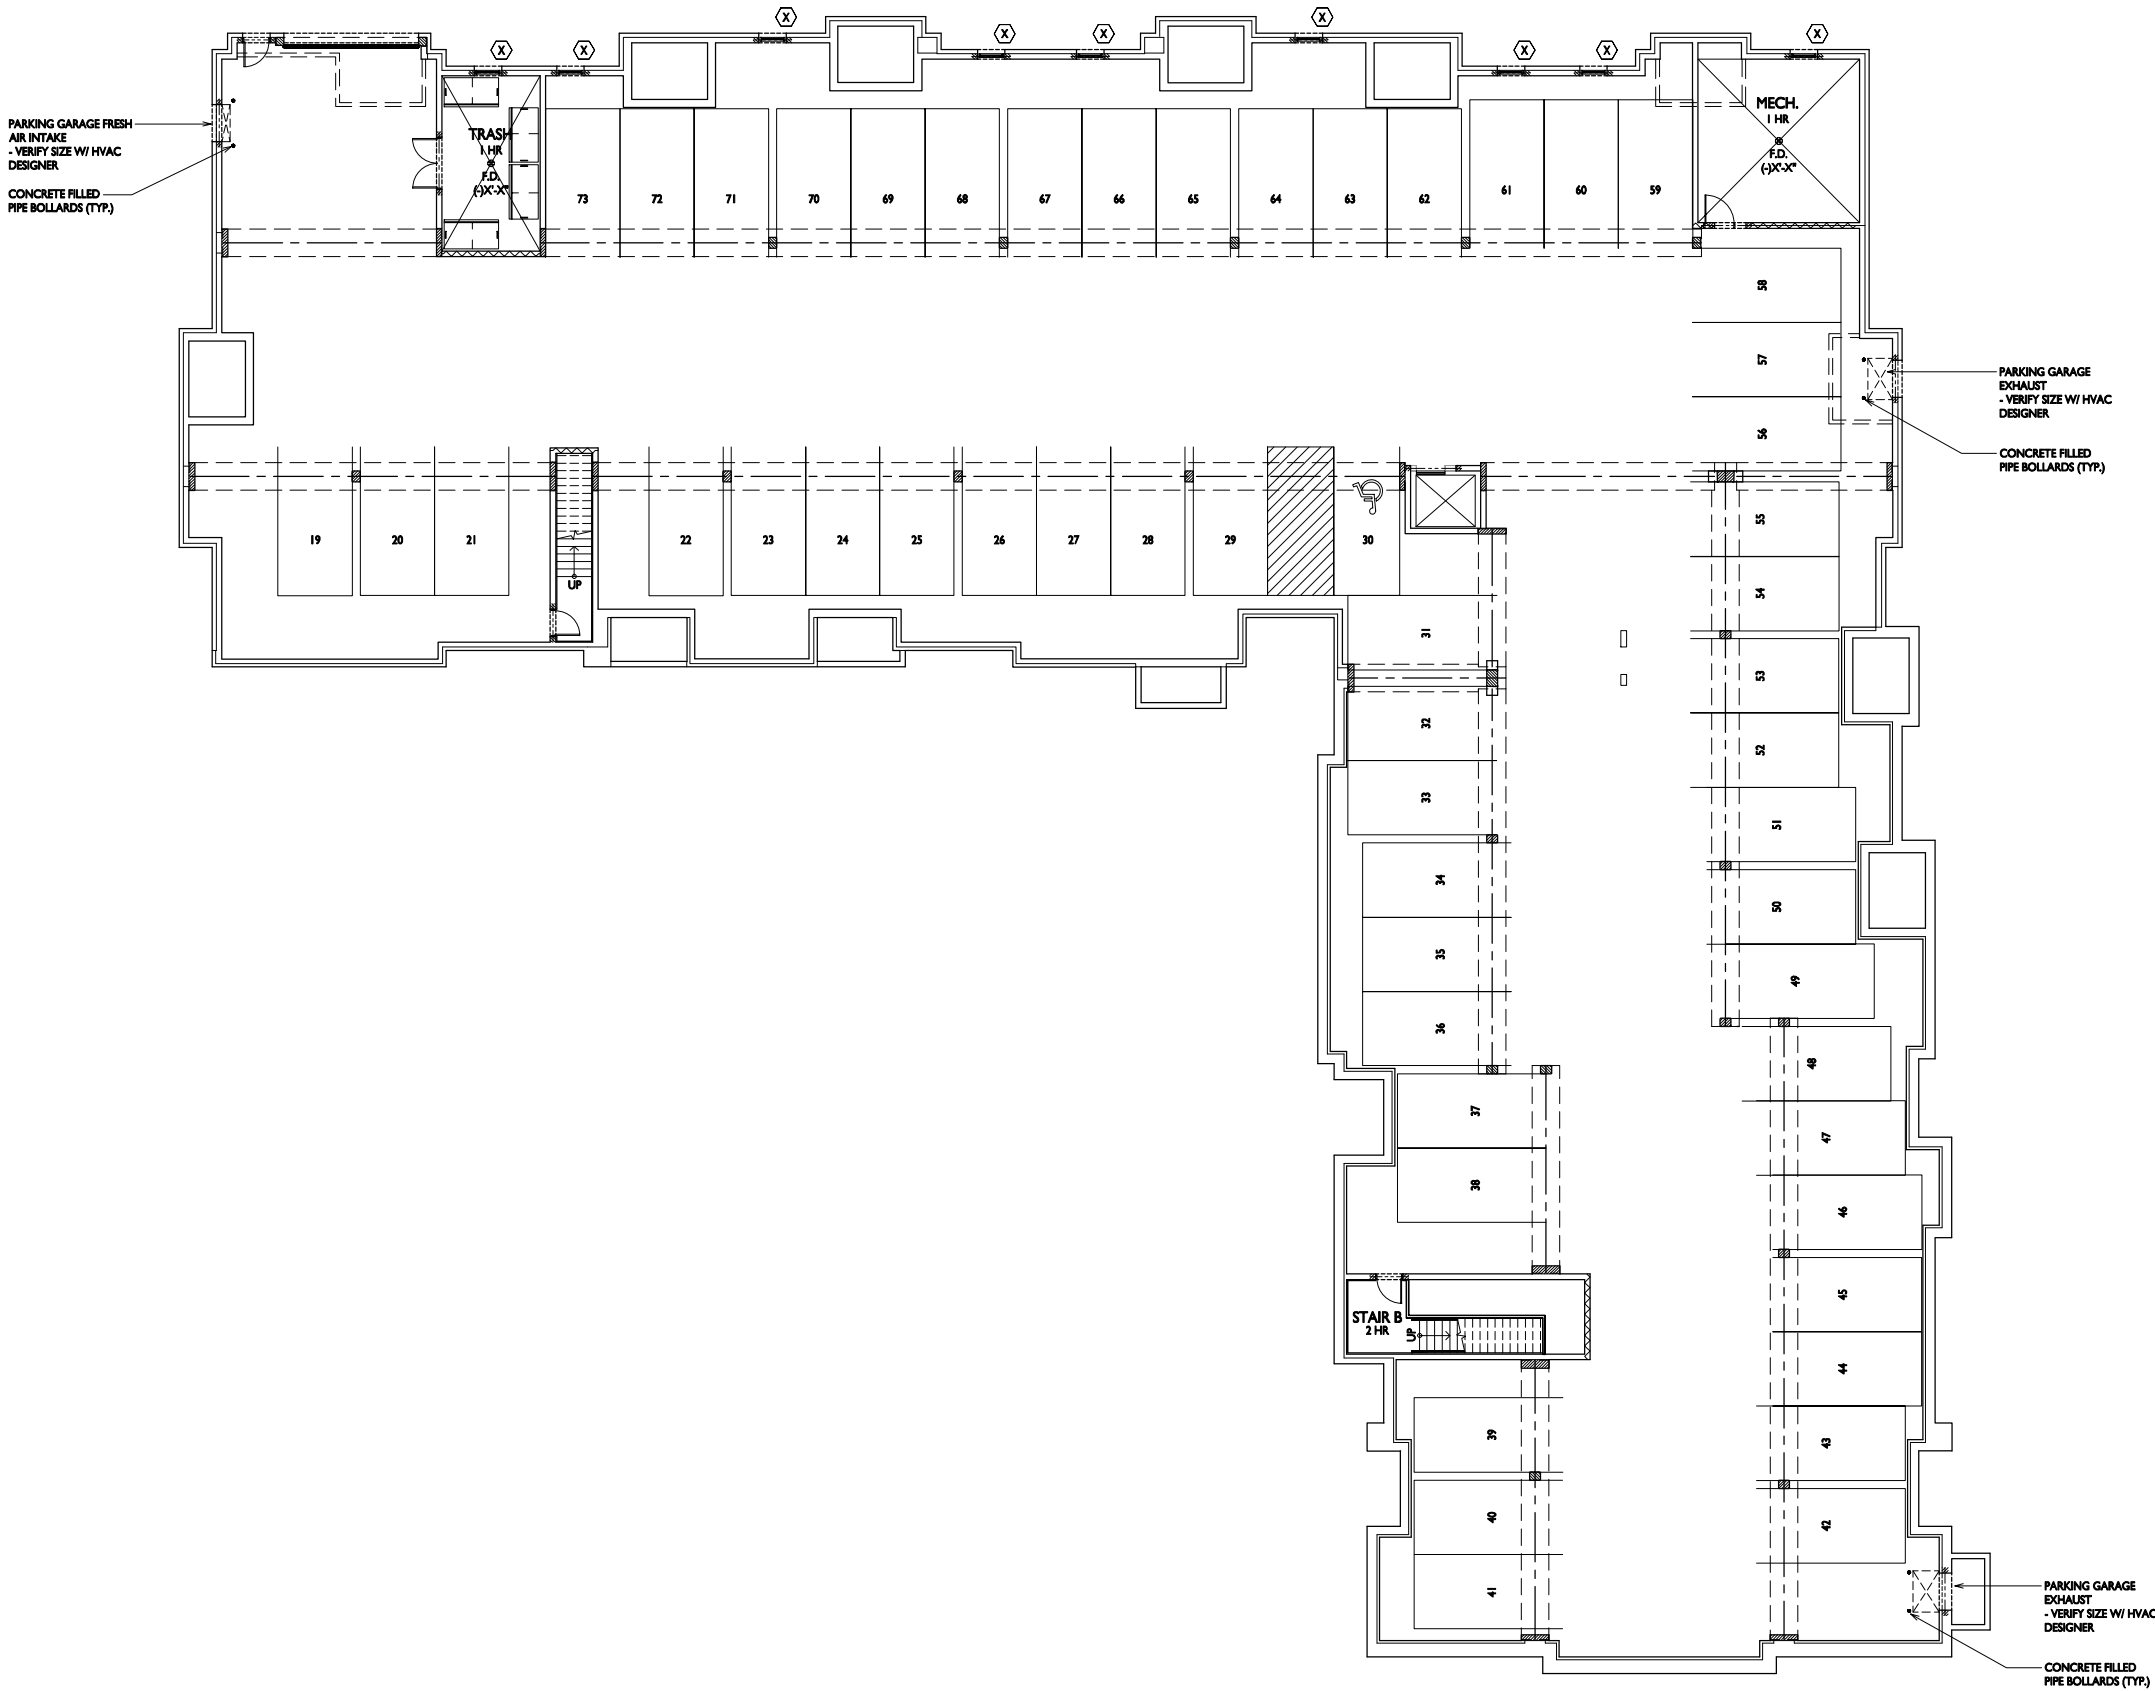 X
X
X
X
X
X
X
X
X
PARKING GARAGE FRESH
AIR INTAKE
- VERIFY SIZE W/ HVAC
DESIGNER
CONCRETE FILLED
PIPE BOLLARDS (TYP.)
TRASH
1 HR
F.D.
(-)X'-X"
MECH.
1 HR
F.D.
(-)X'-X"
73
72
71
70
69
68
67
66
65
64
63
62
61
60
59
58
57
56
PARKING GARAGE
EXHAUST
- VERIFY SIZE W/ HVAC
DESIGNER
CONCRETE FILLED
PIPE BOLLARDS (TYP.)
19
20
21
UP
22
23
24
25
26
27
28
29
30
31
32
33
34
35
36
37
38
55
54
53
52
51
50
49
48
47
46
45
44
43
42
STAIR B
2 HR
UP
39
40
41
PARKING GARAGE
EXHAUST
- VERIFY SIZE W/ HVAC
DESIGNER
CONCRETE FILLED
PIPE BOLLARDS (TYP.)